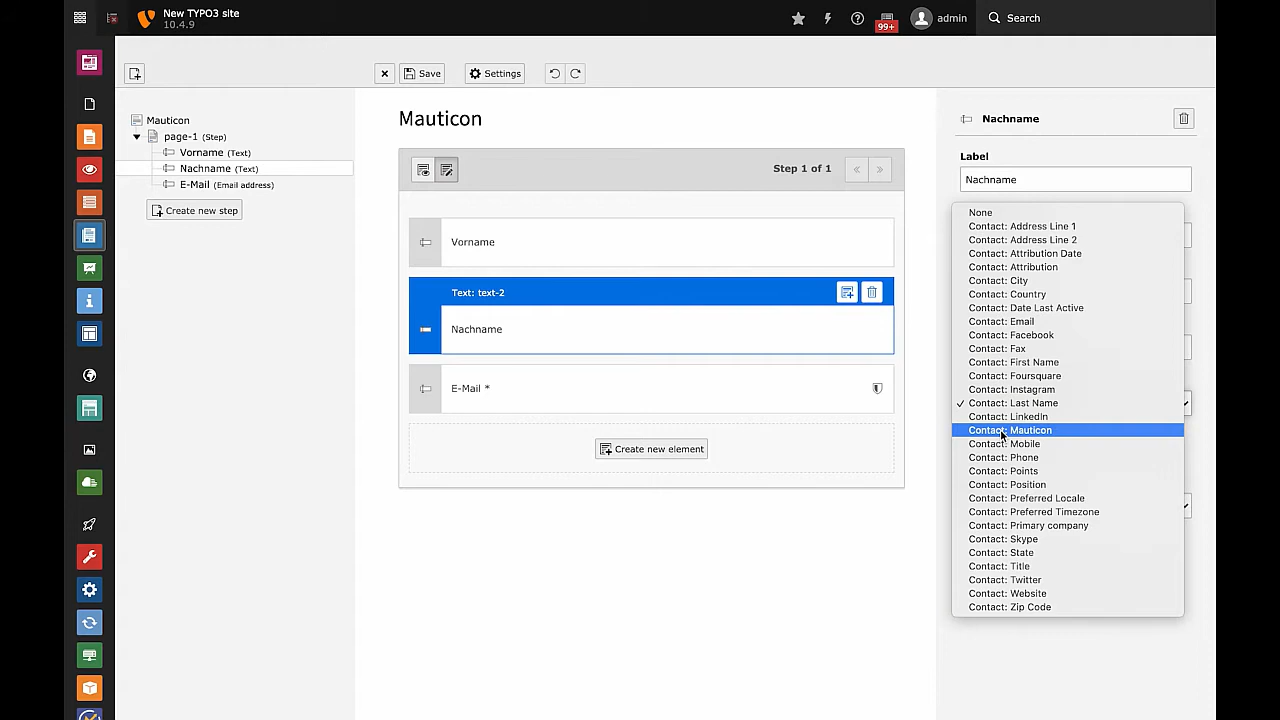 New TYPO3 site
10.4.9
99+
admin
Search
Save
Settings
Mauticon
page-1 (Step)
Vorname (Text)
Nachname (Text)
E-Mail (Email address)
Create new step
Mauticon
Step 1 of 1
Vorname
Text: text-2
Nachname
E-Mail *
Create new element
Nachname
Label
Nachname
None
Contact: Address Line 1
Contact: Address Line 2
Contact: Attribution Date
Contact: Attribution
Contact: City
Contact: Country
Contact: Date Last Active
Contact: Email
Contact: Facebook
Contact: Fax
Contact: First Name
Contact: Foursquare
Contact: Instagram
Contact: Last Name
Contact: LinkedIn
Contact: Mauticon
Contact: Mobile
Contact: Phone
Contact: Points
Contact: Position
Contact: Preferred Locale
Contact: Preferred Timezone
Contact: Primary company
Contact: Skype
Contact: State
Contact: Title
Contact: Twitter
Contact: Website
Contact: Zip Code